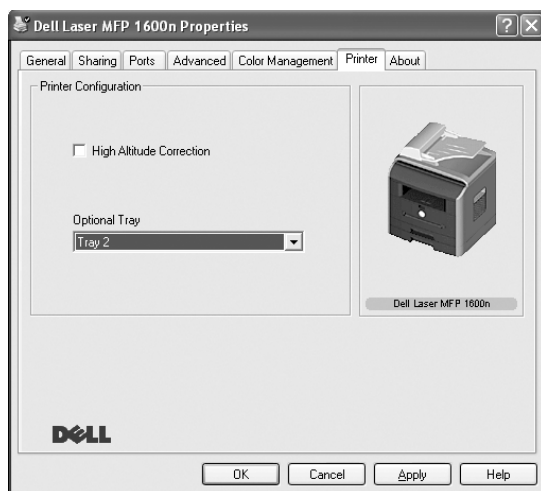 Dell Laser MFP 1600n Properties
General Sharing Ports Advanced Color Management Printer About
Printer Configuration
High Altitude Correction
Optional Tray
Tray 2
Dell Laser MFP 1600n
DELL
OK Cancel Apply Help